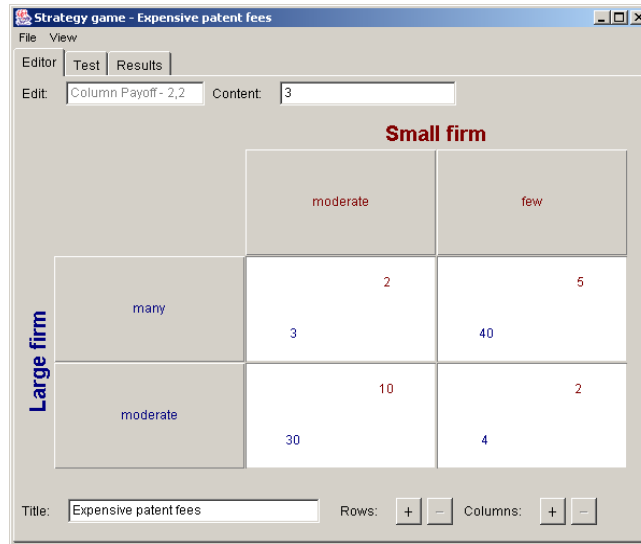 Strategy game - Expensive patent fees
File View
Editor Test Results
Edit: Column Payoff - 2,2 Content: 3
Small firm
moderate few
Large firm
many
2 5
3 40
moderate
10 2
30 4
Title: Expensive patent fees Rows: + - Columns: + -